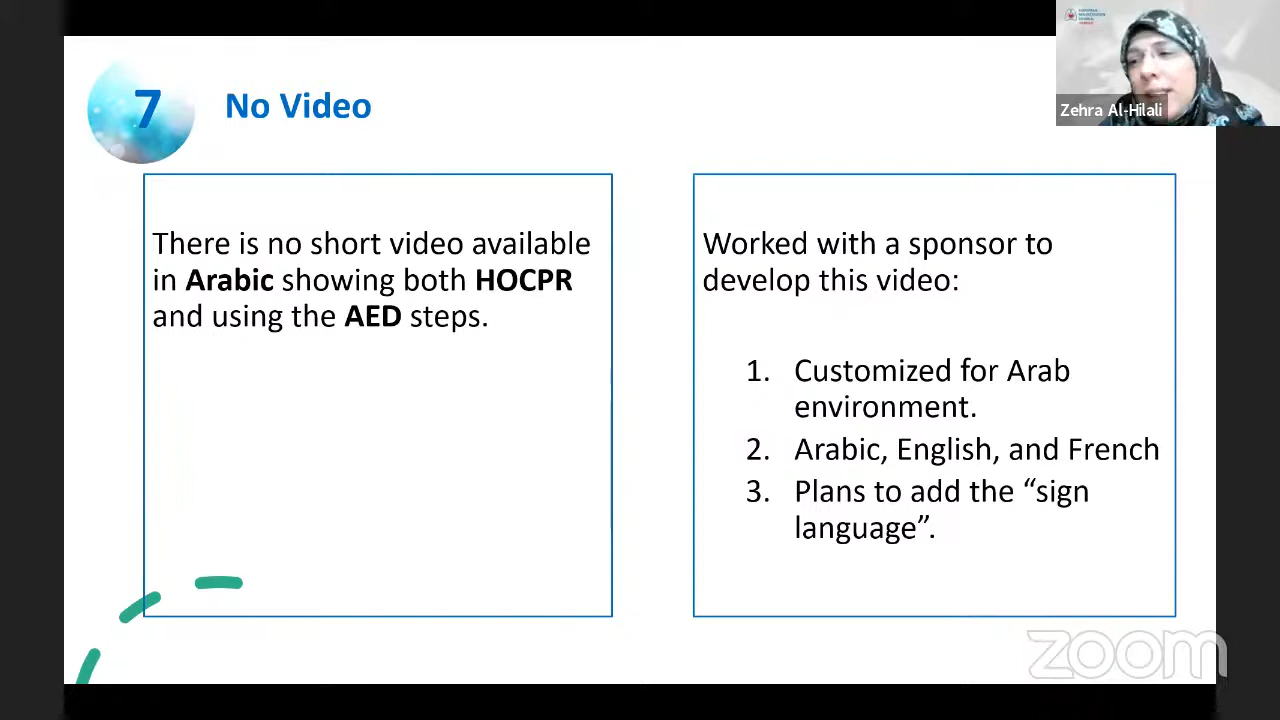 7
No Video
Zehra Al-Hilali
There is no short video available
in Arabic showing both HOCPR
and using the AED steps.
Worked with a sponsor to
develop this video:
1. Customized for Arab
environment.
2. Arabic, English, and French
3. Plans to add the “sign
language”.
zoom